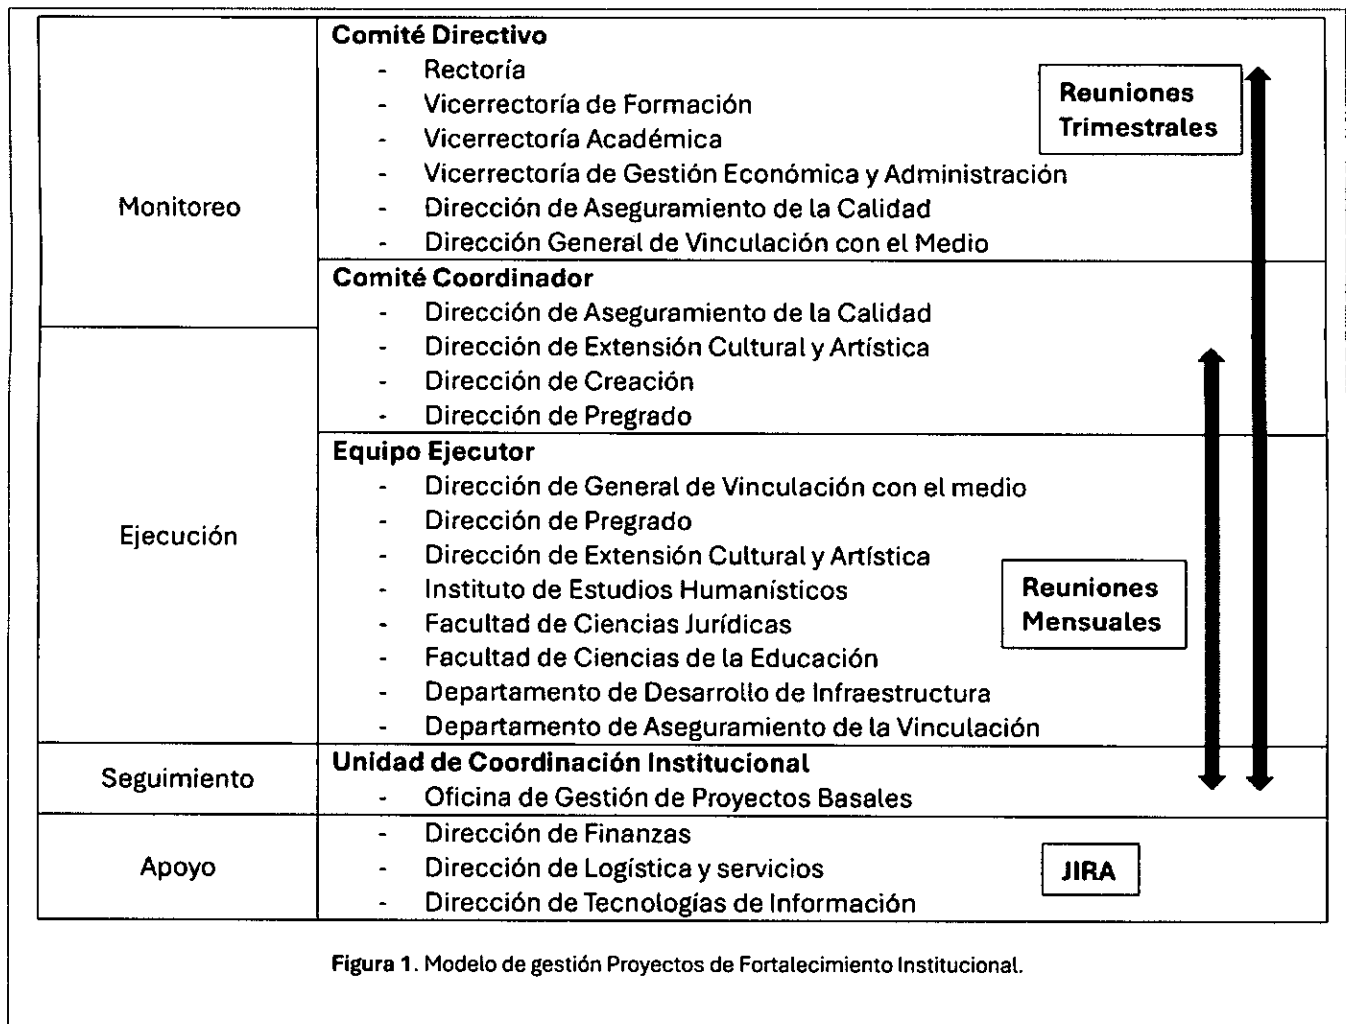 Monitoreo
Comité Directivo
- Rectoría
- Vicerrectoría de Formación
- Vicerrectoría Académica
- Vicerrectoría de Gestión Económica y Administración
- Dirección de Aseguramiento de la Calidad
- Dirección General de Vinculación con el Medio
Reuniones
Trimestrales
Comité Coordinador
- Dirección de Aseguramiento de la Calidad
- Dirección de Extensión Cultural y Artística
- Dirección de Creación
- Dirección de Pregrado
Ejecución
Equipo Ejecutor
- Dirección de General de Vinculación con el medio
- Dirección de Pregrado
- Dirección de Extensión Cultural y Artística
- Instituto de Estudios Humanísticos
- Facultad de Ciencias Jurídicas
- Facultad de Ciencias de la Educación
- Departamento de Desarrollo de Infraestructura
- Departamento de Aseguramiento de la Vinculación
Reuniones
Mensuales
Seguimiento
Unidad de Coordinación Institucional
- Oficina de Gestión de Proyectos Basales
Apoyo
- Dirección de Finanzas
- Dirección de Logística y servicios
- Dirección de Tecnologías de Información
JIRA
Figura 1. Modelo de gestión Proyectos de Fortalecimiento Institucional.